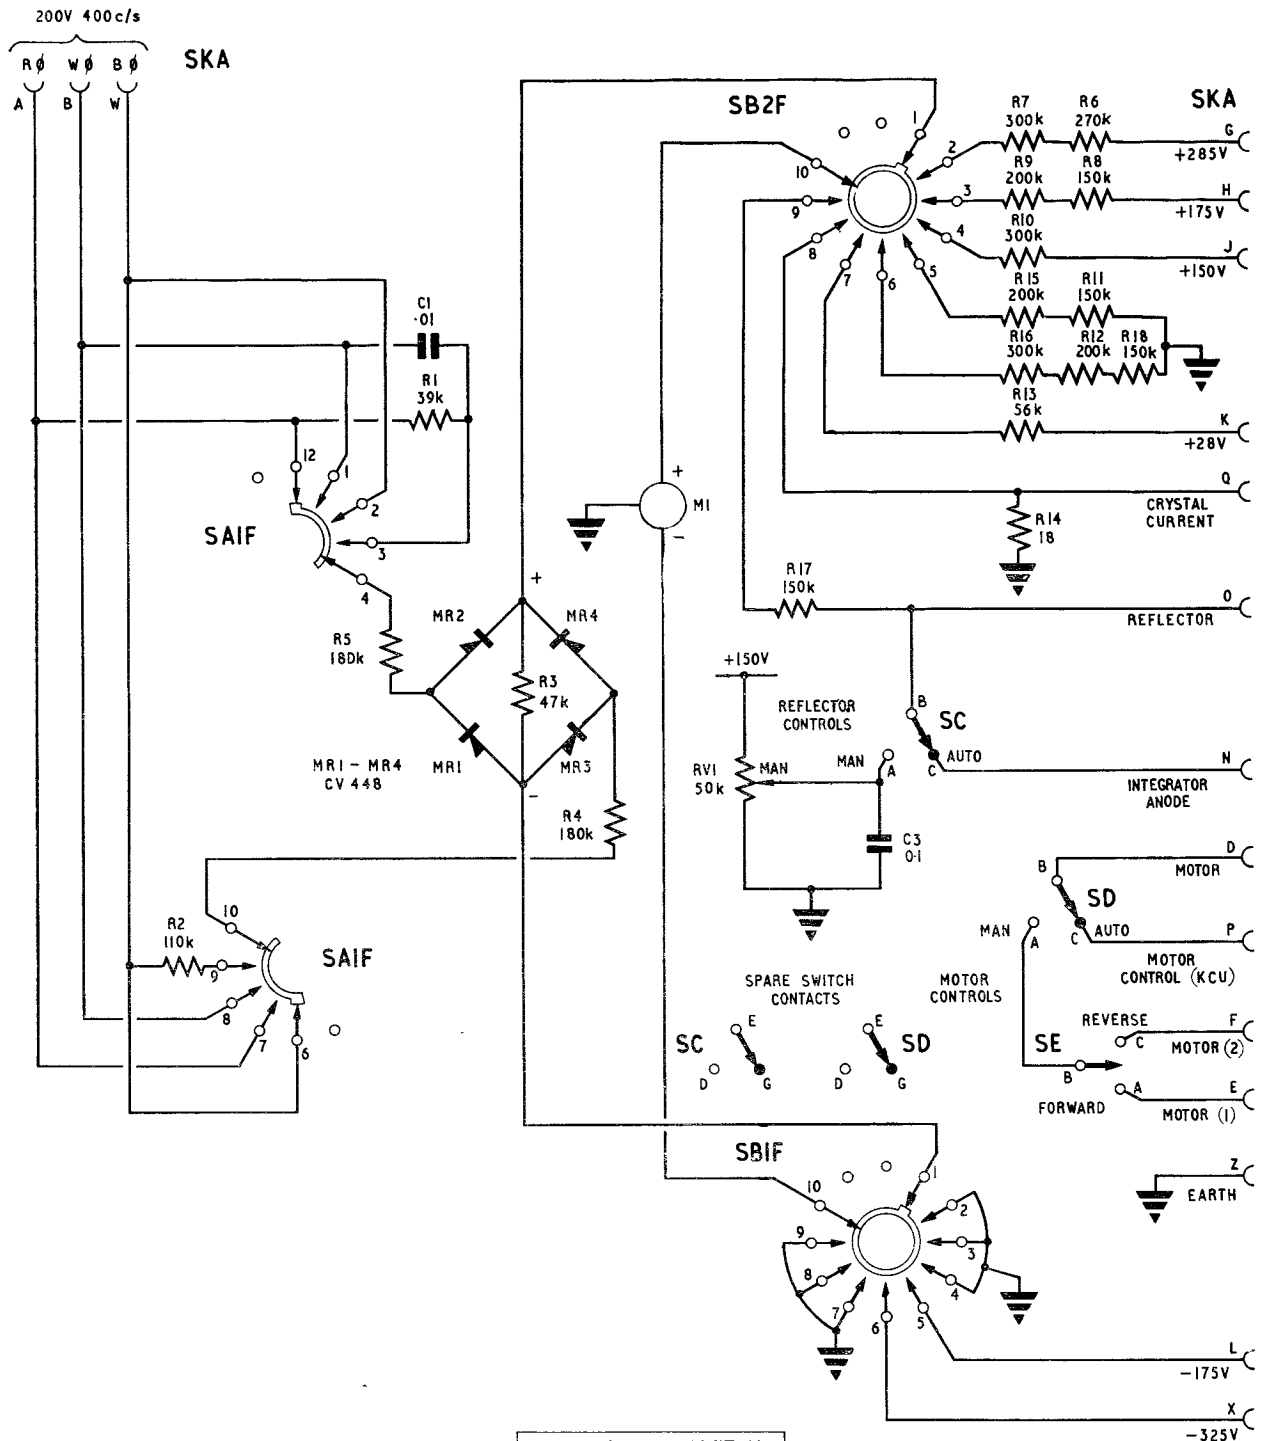 200V 400c/s
RØ WØ BØ SKA
A B W
SB2F
SKA
R7
300k
R6
270k
G
+285V
1
2
R9
200k
R8
150k
H
+175V
10
3
9
R10
300k
J
+150V
4
8
7
6
5
R15
200k
R11
150k
R16
300k
R12
200k
R18
150k
R13
56k
K
+28V
Q
CRYSTAL
CURRENT
R14
18
C1
·01
R1
39k
12
1
2
3
4
SA1F
+
M1
-
R17
150k
O
REFLECTOR
+
MR2
MR4
R5
180k
R3
47k
MR1 - MR4
CV 448
MR1
MR3
-
R4
180k
+150V
REFLECTOR
CONTROLS
B
SC
MAN
A
C
AUTO
N
INTEGRATOR
ANODE
RV1
50k
MAN
C3
0·1
D
MOTOR
B
SD
MAN
A
C
AUTO
P
MOTOR
CONTROL (KCU)
10
R2
110k
9
8
7
6
SA1F
SPARE SWITCH
CONTACTS
MOTOR
CONTROLS
SC
E
D
G
E
SD
D
G
REVERSE
C
F
MOTOR (2)
SE
B
FORWARD
A
E
MOTOR (1)
SB1F
Z
EARTH
10
1
2
9
3
8
4
7
6
5
L
-175V
X
-325V